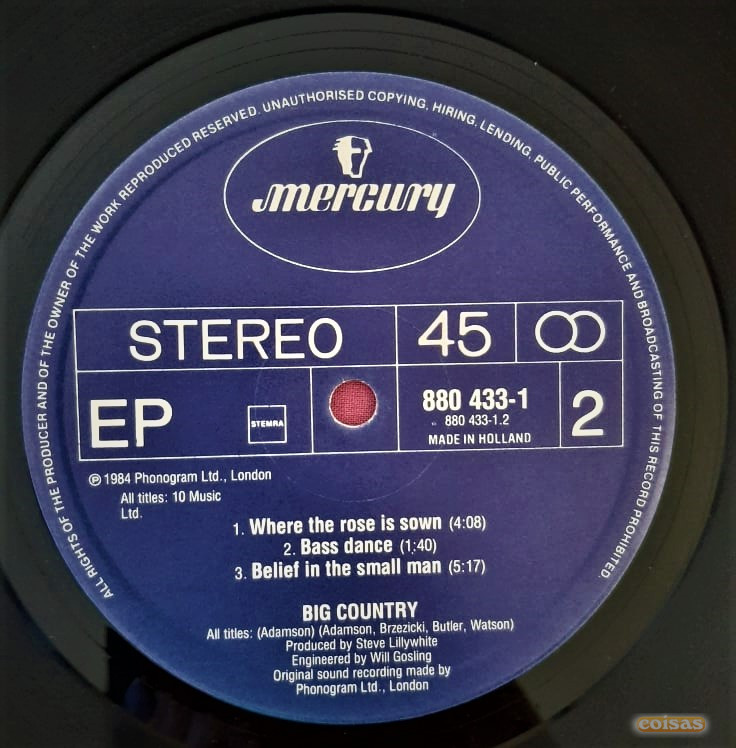 ALL RIGHTS OF THE PRODUCER AND OF THE OWNER OF THE WORK REPRODUCED RESERVED. UNAUTHORISED COPYING, HIRING, LENDING, PUBLIC PERFORMANCE AND BROADCASTING OF THIS RECORD PROHIBITED.
mercury
STEREO 45
EP STEMRA 880 433-1 2
880 433-1.2
MADE IN HOLLAND
℗ 1984 Phonogram Ltd., London
All titles: 10 Music
Ltd.
1. Where the rose is sown (4:08)
2. Bass dance (1:40)
3. Belief in the small man (5:17)
BIG COUNTRY
All titles: (Adamson) (Adamson, Brzezicki, Butler, Watson)
Produced by Steve Lillywhite
Engineered by Will Gosling
Original sound recording made by
Phonogram Ltd., London
coisas